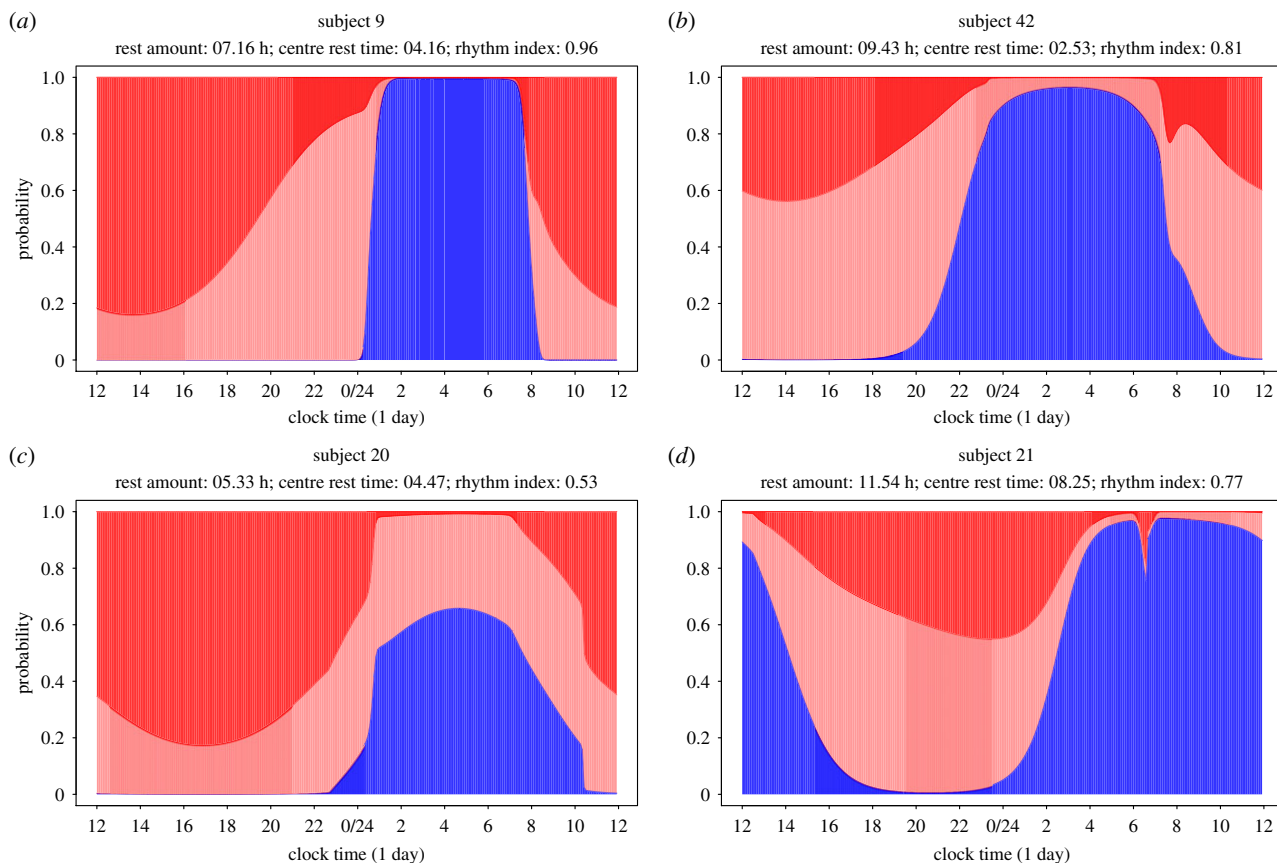 (a)
subject 9
rest amount: 07.16 h; centre rest time: 04.16; rhythm index: 0.96
1.0
0.8
0.6
0.4
0.2
0
probability
12 14 16 18 20 22 0/24 2 4 6 8 10 12
clock time (1 day)
(b)
subject 42
rest amount: 09.43 h; centre rest time: 02.53; rhythm index: 0.81
1.0
0.8
0.6
0.4
0.2
0
12 14 16 18 20 22 0/24 2 4 6 8 10 12
clock time (1 day)
(c)
subject 20
rest amount: 05.33 h; centre rest time: 04.47; rhythm index: 0.53
1.0
0.8
0.6
0.4
0.2
0
probability
12 14 16 18 20 22 0/24 2 4 6 8 10 12
clock time (1 day)
(d)
subject 21
rest amount: 11.54 h; centre rest time: 08.25; rhythm index: 0.77
1.0
0.8
0.6
0.4
0.2
0
12 14 16 18 20 22 0/24 2 4 6 8 10 12
clock time (1 day)